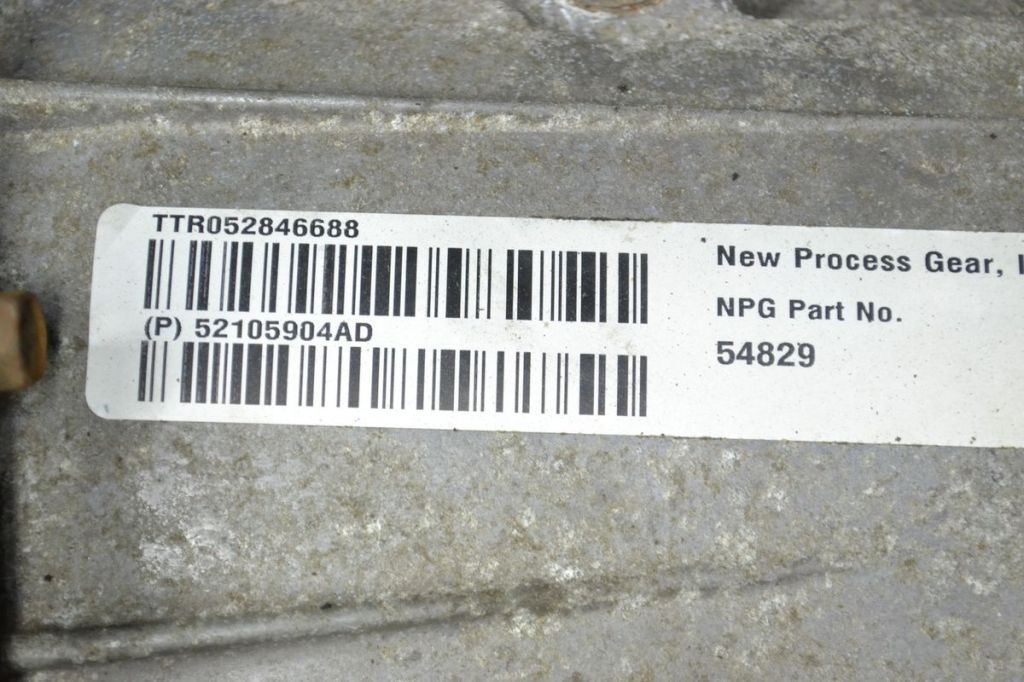 TTR052846688
(P) 52105904AD
New Process Gear,
NPG Part No.
54829